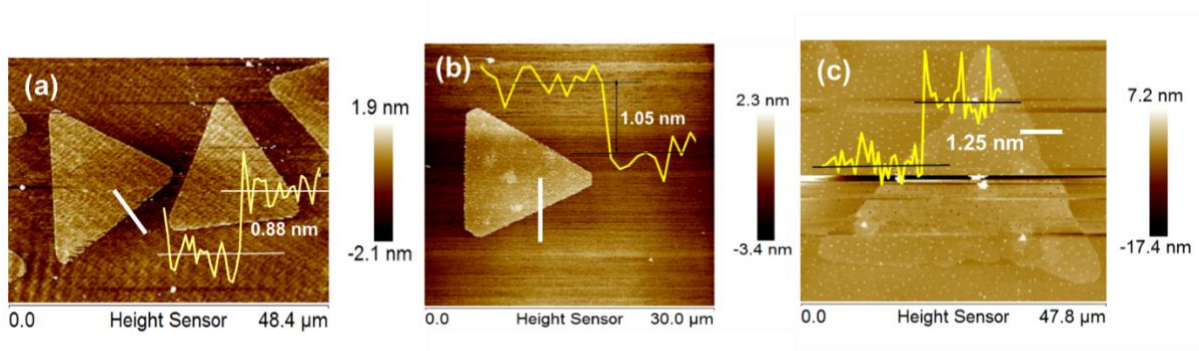 (a)
0.88 nm
1.9 nm
-2.1 nm
0.0 Height Sensor 48.4 µm
(b)
1.05 nm
2.3 nm
-3.4 nm
0.0 Height Sensor 30.0 µm
(c)
1.25 nm
7.2 nm
-17.4 nm
0.0 Height Sensor 47.8 µm